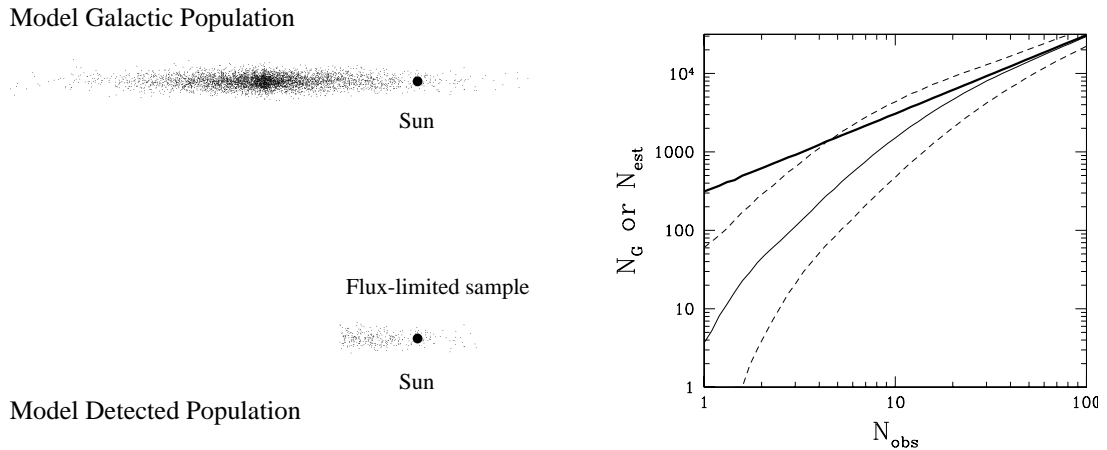 Model Galactic Population
Sun
Flux-limited sample
Sun
Model Detected Population
N_G or N_est
10⁴
1000
100
10
1
1
10
100
N_obs